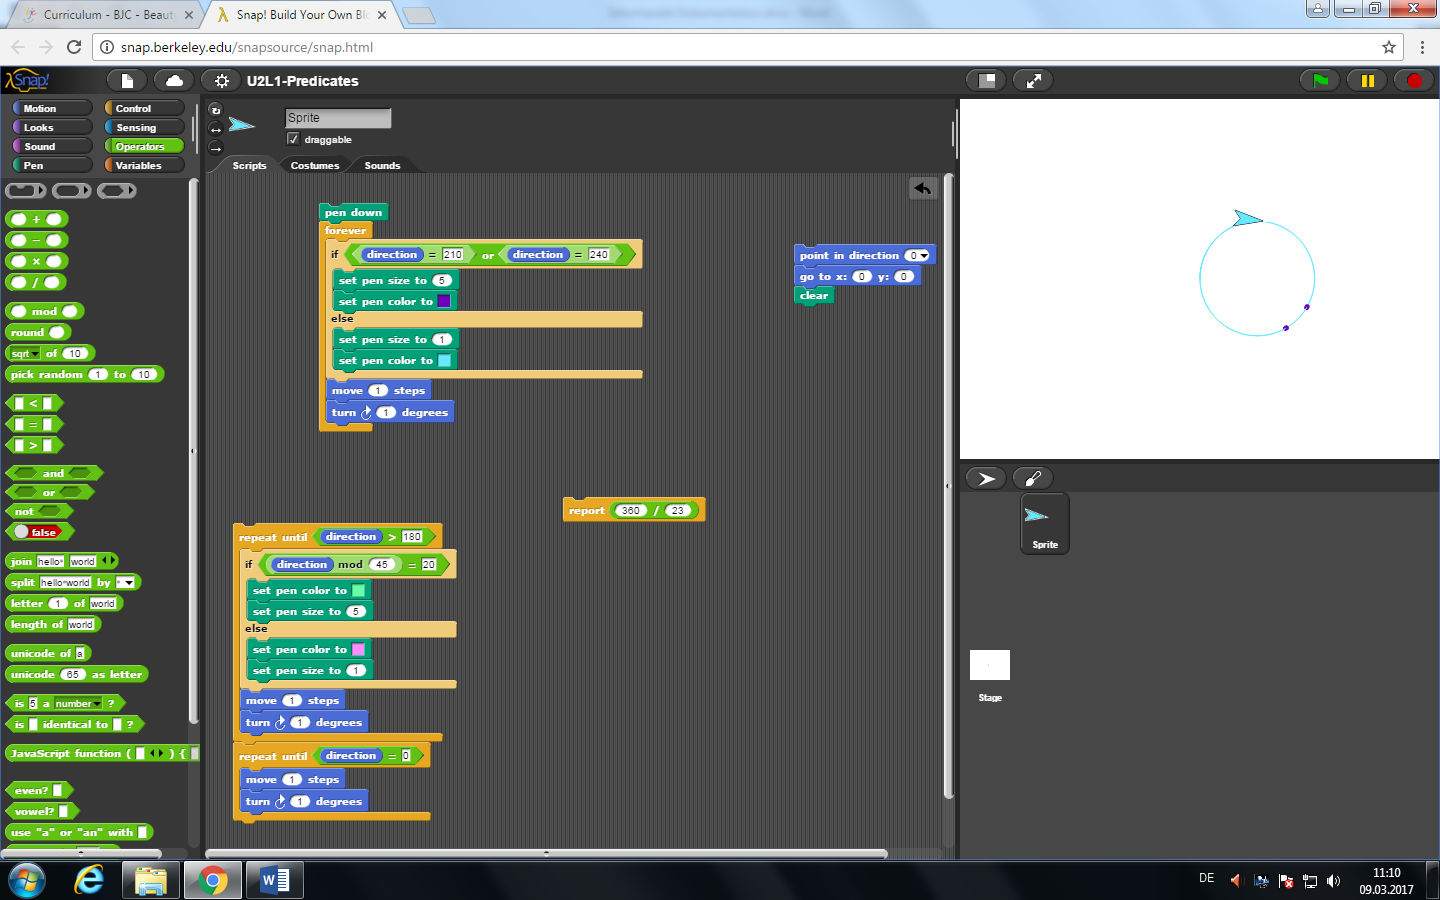 Curriculum - BJC - Beaut
Snap! Build Your Own Blo
snap.berkeley.edu/snapsource/snap.html
Snap!
U2L1-Predicates
Motion
Control
Looks
Sensing
Sound
Operators
Pen
Variables
Sprite
draggable
Scripts
Costumes
Sounds
+
−
×
/
mod
round
sqrt of 10
pick random 1 to 10
<
=
>
and
or
not
false
join hello world
split hello world by
letter 1 of world
length of world
unicode of a
unicode 65 as letter
is 5 a number ?
is identical to ?
JavaScript function ( ) {
even?
vowel?
use "a" or "an" with
pen down
forever
if direction = 210 or direction = 240
set pen size to 5
set pen color to
else
set pen size to 1
set pen color to
move 1 steps
turn 1 degrees
point in direction 0
go to x: 0 y: 0
clear
report 360 / 23
repeat until direction > 180
if direction mod 45 = 20
set pen color to
set pen size to 5
else
set pen color to
set pen size to 1
move 1 steps
turn 1 degrees
repeat until direction = 0
move 1 steps
turn 1 degrees
Sprite
Stage
DE
11:10
09.03.2017